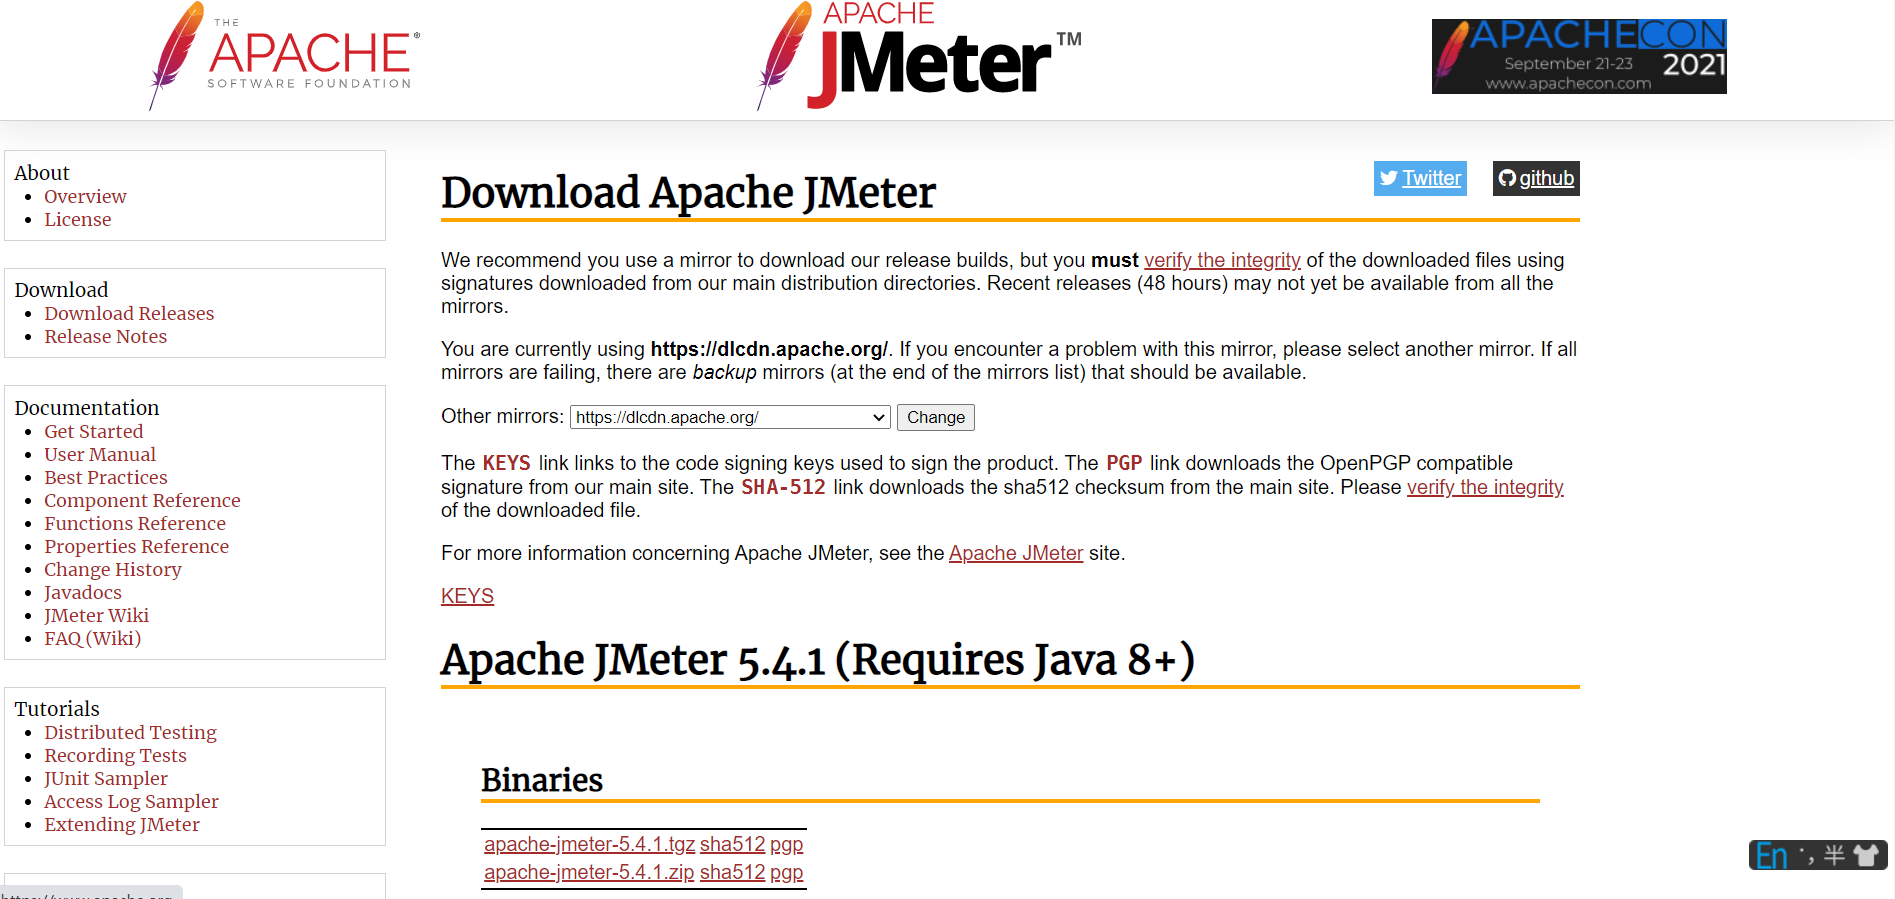 THE
APACHE®
SOFTWARE FOUNDATION
APACHE
JMeter™
APACHECON
September 21-23
2021
www.apachecon.com
About
Overview
License
Download
Download Releases
Release Notes
Documentation
Get Started
User Manual
Best Practices
Component Reference
Functions Reference
Properties Reference
Change History
Javadocs
JMeter Wiki
FAQ (Wiki)
Tutorials
Distributed Testing
Recording Tests
JUnit Sampler
Access Log Sampler
Extending JMeter
Twitter
github
Download Apache JMeter
We recommend you use a mirror to download our release builds, but you must verify the integrity of the downloaded files using
signatures downloaded from our main distribution directories. Recent releases (48 hours) may not yet be available from all the
mirrors.
You are currently using https://dlcdn.apache.org/. If you encounter a problem with this mirror, please select another mirror. If all
mirrors are failing, there are backup mirrors (at the end of the mirrors list) that should be available.
Other mirrors: https://dlcdn.apache.org/ Change
The KEYS link links to the code signing keys used to sign the product. The PGP link downloads the OpenPGP compatible
signature from our main site. The SHA-512 link downloads the sha512 checksum from the main site. Please verify the integrity
of the downloaded file.
For more information concerning Apache JMeter, see the Apache JMeter site.
KEYS
Apache JMeter 5.4.1 (Requires Java 8+)
Binaries
apache-jmeter-5.4.1.tgz sha512 pgp
apache-jmeter-5.4.1.zip sha512 pgp
En ·, 半